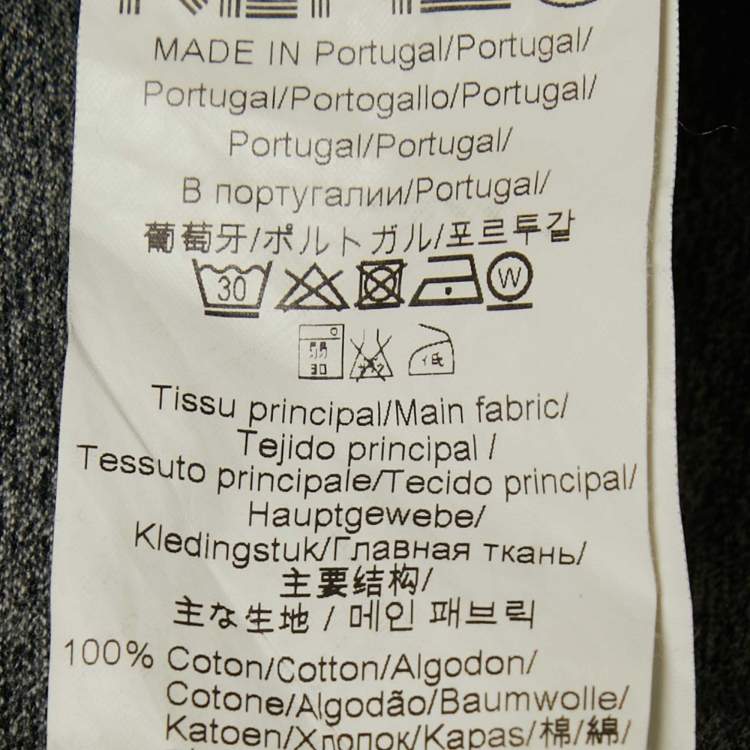 MADE IN Portugal/Portugal/
Portugal/Portogallo/Portugal/
Portugal/Portugal/
В португалии/Portugal/
葡萄牙/ポルトガル/포르투갈
30 W
弱 30 低
Tissu principal/Main fabric/
Tejido principal /
Tessuto principale/Tecido principal/
Hauptgewebe/
Kledingstuk/Главная ткань/
主要结构/
主な生地 / 메인 패브릭
100% Coton/Cotton/Algodon/
Cotone/Algodão/Baumwolle/
Katoen/Хлопок/Kapas/棉/綿/